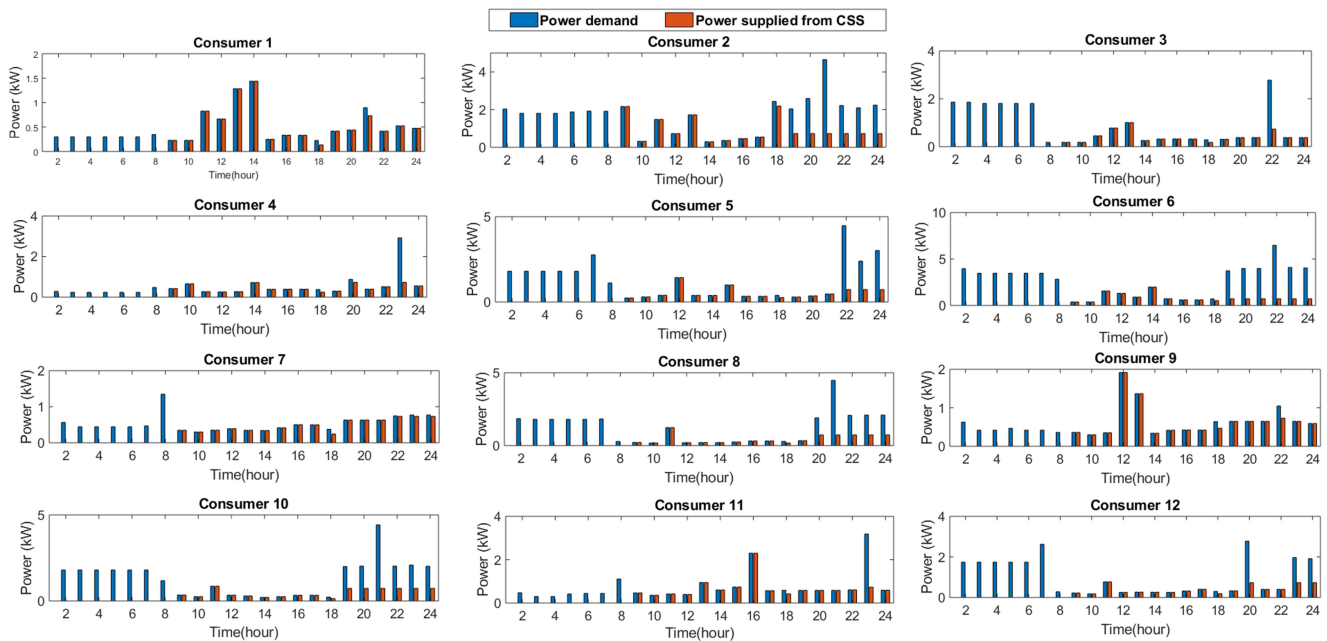 Power demand Power supplied from CSS
Consumer 1
Power (kW)
2
1.5
1
0.5
0
2 4 6 8 10 12 14 16 18 20 22 24
Time(hour)
Consumer 2
Power (kW)
4
2
0
2 4 6 8 10 12 14 16 18 20 22 24
Time(hour)
Consumer 3
Power (kW)
4
2
0
2 4 6 8 10 12 14 16 18 20 22 24
Time(hour)
Consumer 4
Power (kW)
4
2
0
2 4 6 8 10 12 14 16 18 20 22 24
Time(hour)
Consumer 5
Power (kW)
5
0
2 4 6 8 10 12 14 16 18 20 22 24
Time(hour)
Consumer 6
Power (kW)
10
5
0
2 4 6 8 10 12 14 16 18 20 22 24
Time(hour)
Consumer 7
Power (kW)
2
1
0
2 4 6 8 10 12 14 16 18 20 22 24
Time(hour)
Consumer 8
Power (kW)
5
0
2 4 6 8 10 12 14 16 18 20 22 24
Time(hour)
Consumer 9
Power (kW)
2
1
0
2 4 6 8 10 12 14 16 18 20 22 24
Time(hour)
Consumer 10
Power (kW)
5
0
2 4 6 8 10 12 14 16 18 20 22 24
Time(hour)
Consumer 11
Power (kW)
4
2
0
2 4 6 8 10 12 14 16 18 20 22 24
Time(hour)
Consumer 12
Power (kW)
4
2
0
2 4 6 8 10 12 14 16 18 20 22 24
Time(hour)